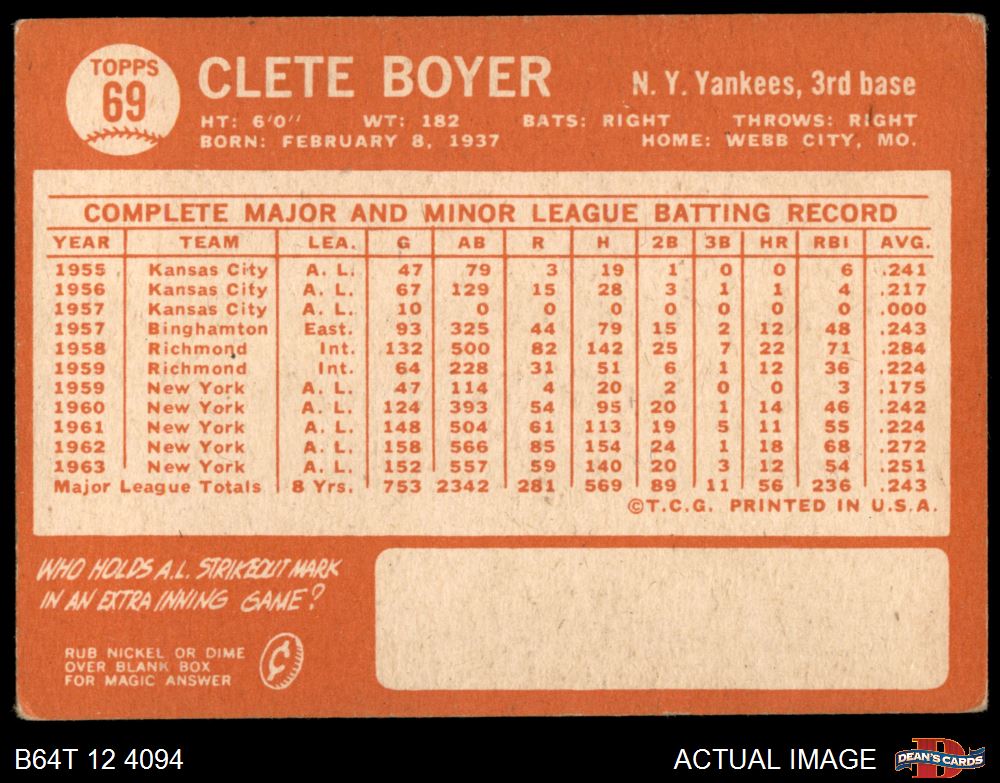 TOPPS
69
CLETE BOYER
N. Y. Yankees, 3rd base
HT: 6'0" WT: 182 BATS: RIGHT THROWS: RIGHT
BORN: FEBRUARY 8, 1937 HOME: WEBB CITY, MO.
COMPLETE MAJOR AND MINOR LEAGUE BATTING RECORD
YEAR TEAM LEA. G AB R H 2B 3B HR RBI AVG.
1955 Kansas City A. L. 47 79 3 19 1 0 0 6 .241
1956 Kansas City A. L. 67 129 15 28 3 1 1 4 .217
1957 Kansas City A. L. 10 0 0 0 0 0 0 0 .000
1957 Binghamton East. 93 325 44 79 15 2 12 48 .243
1958 Richmond Int. 132 500 82 142 25 7 22 71 .284
1959 Richmond Int. 64 228 31 51 6 1 12 36 .224
1959 New York A. L. 47 114 4 20 2 0 0 3 .175
1960 New York A. L. 124 393 54 95 20 1 14 46 .242
1961 New York A. L. 148 504 61 113 19 5 11 55 .224
1962 New York A. L. 158 566 85 154 24 1 18 68 .272
1963 New York A. L. 152 557 59 140 20 3 12 54 .251
Major League Totals 8 Yrs. 753 2342 281 569 89 11 56 236 .243
©T.C.G. PRINTED IN U.S.A.
WHO HOLDS A.L. STRIKEOUT MARK
IN AN EXTRA INNING GAME?
RUB NICKEL OR DIME
OVER BLANK BOX
FOR MAGIC ANSWER
B64T 12 4094
ACTUAL IMAGE
D
DEAN'S CARDS